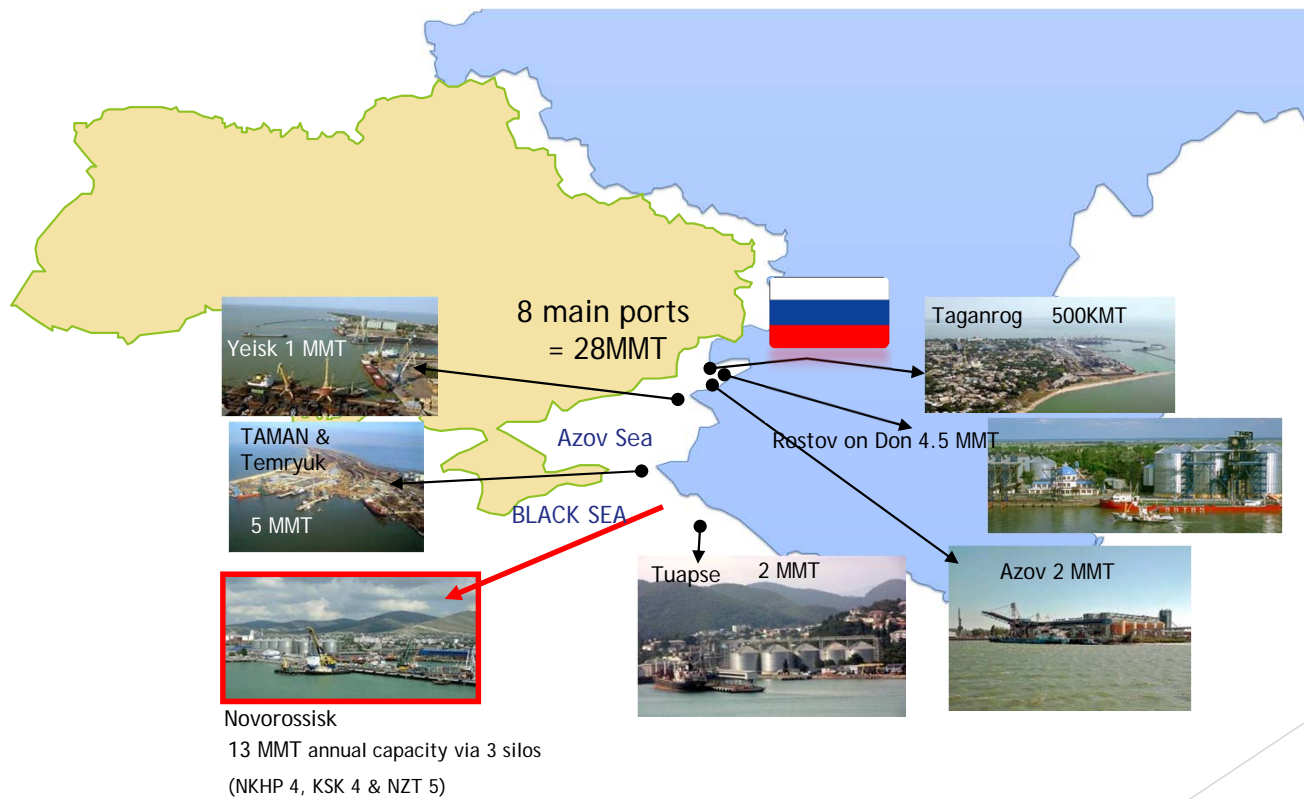 8 main ports
= 28MMT
Yeisk 1 MMT
Taganrog 500KMT
TAMAN &
Temryuk
5 MMT
Azov Sea
Rostov on Don 4.5 MMT
BLACK SEA
Tuapse 2 MMT
Azov 2 MMT
Novorossisk
13 MMT annual capacity via 3 silos
(NKHP 4, KSK 4 & NZT 5)